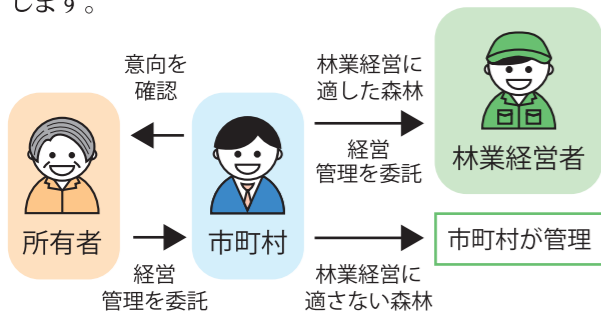 します。
意向を
確認
所有者
経営
管理を委託
市町村
林業経営に
適した森林
経営
管理を委託
林業経営者
林業経営に
適さない森林
市町村が管理